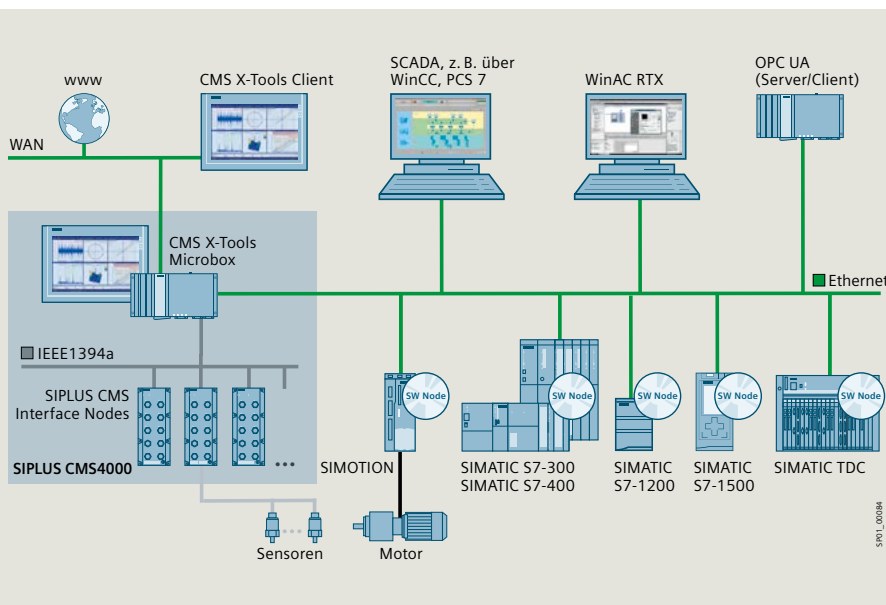 www
CMS X-Tools Client
SCADA, z. B. über
WinCC, PCS 7
WinAC RTX
OPC UA
(Server/Client)
WAN
CMS X-Tools
Microbox
Ethernet
IEEE1394a
SIPLUS CMS
Interface Nodes
SIPLUS CMS4000
...
SW Node
SW Node
SW Node
SW Node
SW Node
SIMOTION
SIMATIC S7-300
SIMATIC S7-400
SIMATIC
S7-1200
SIMATIC
S7-1500
SIMATIC TDC
...
Sensoren
Motor
SP01_00084